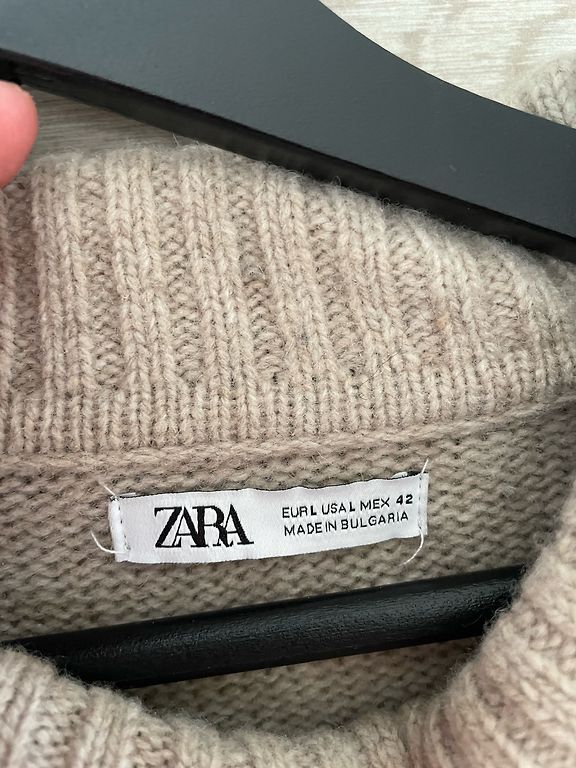 ZARA
EUR L USA L MEX 42
MADE IN BULGARIA